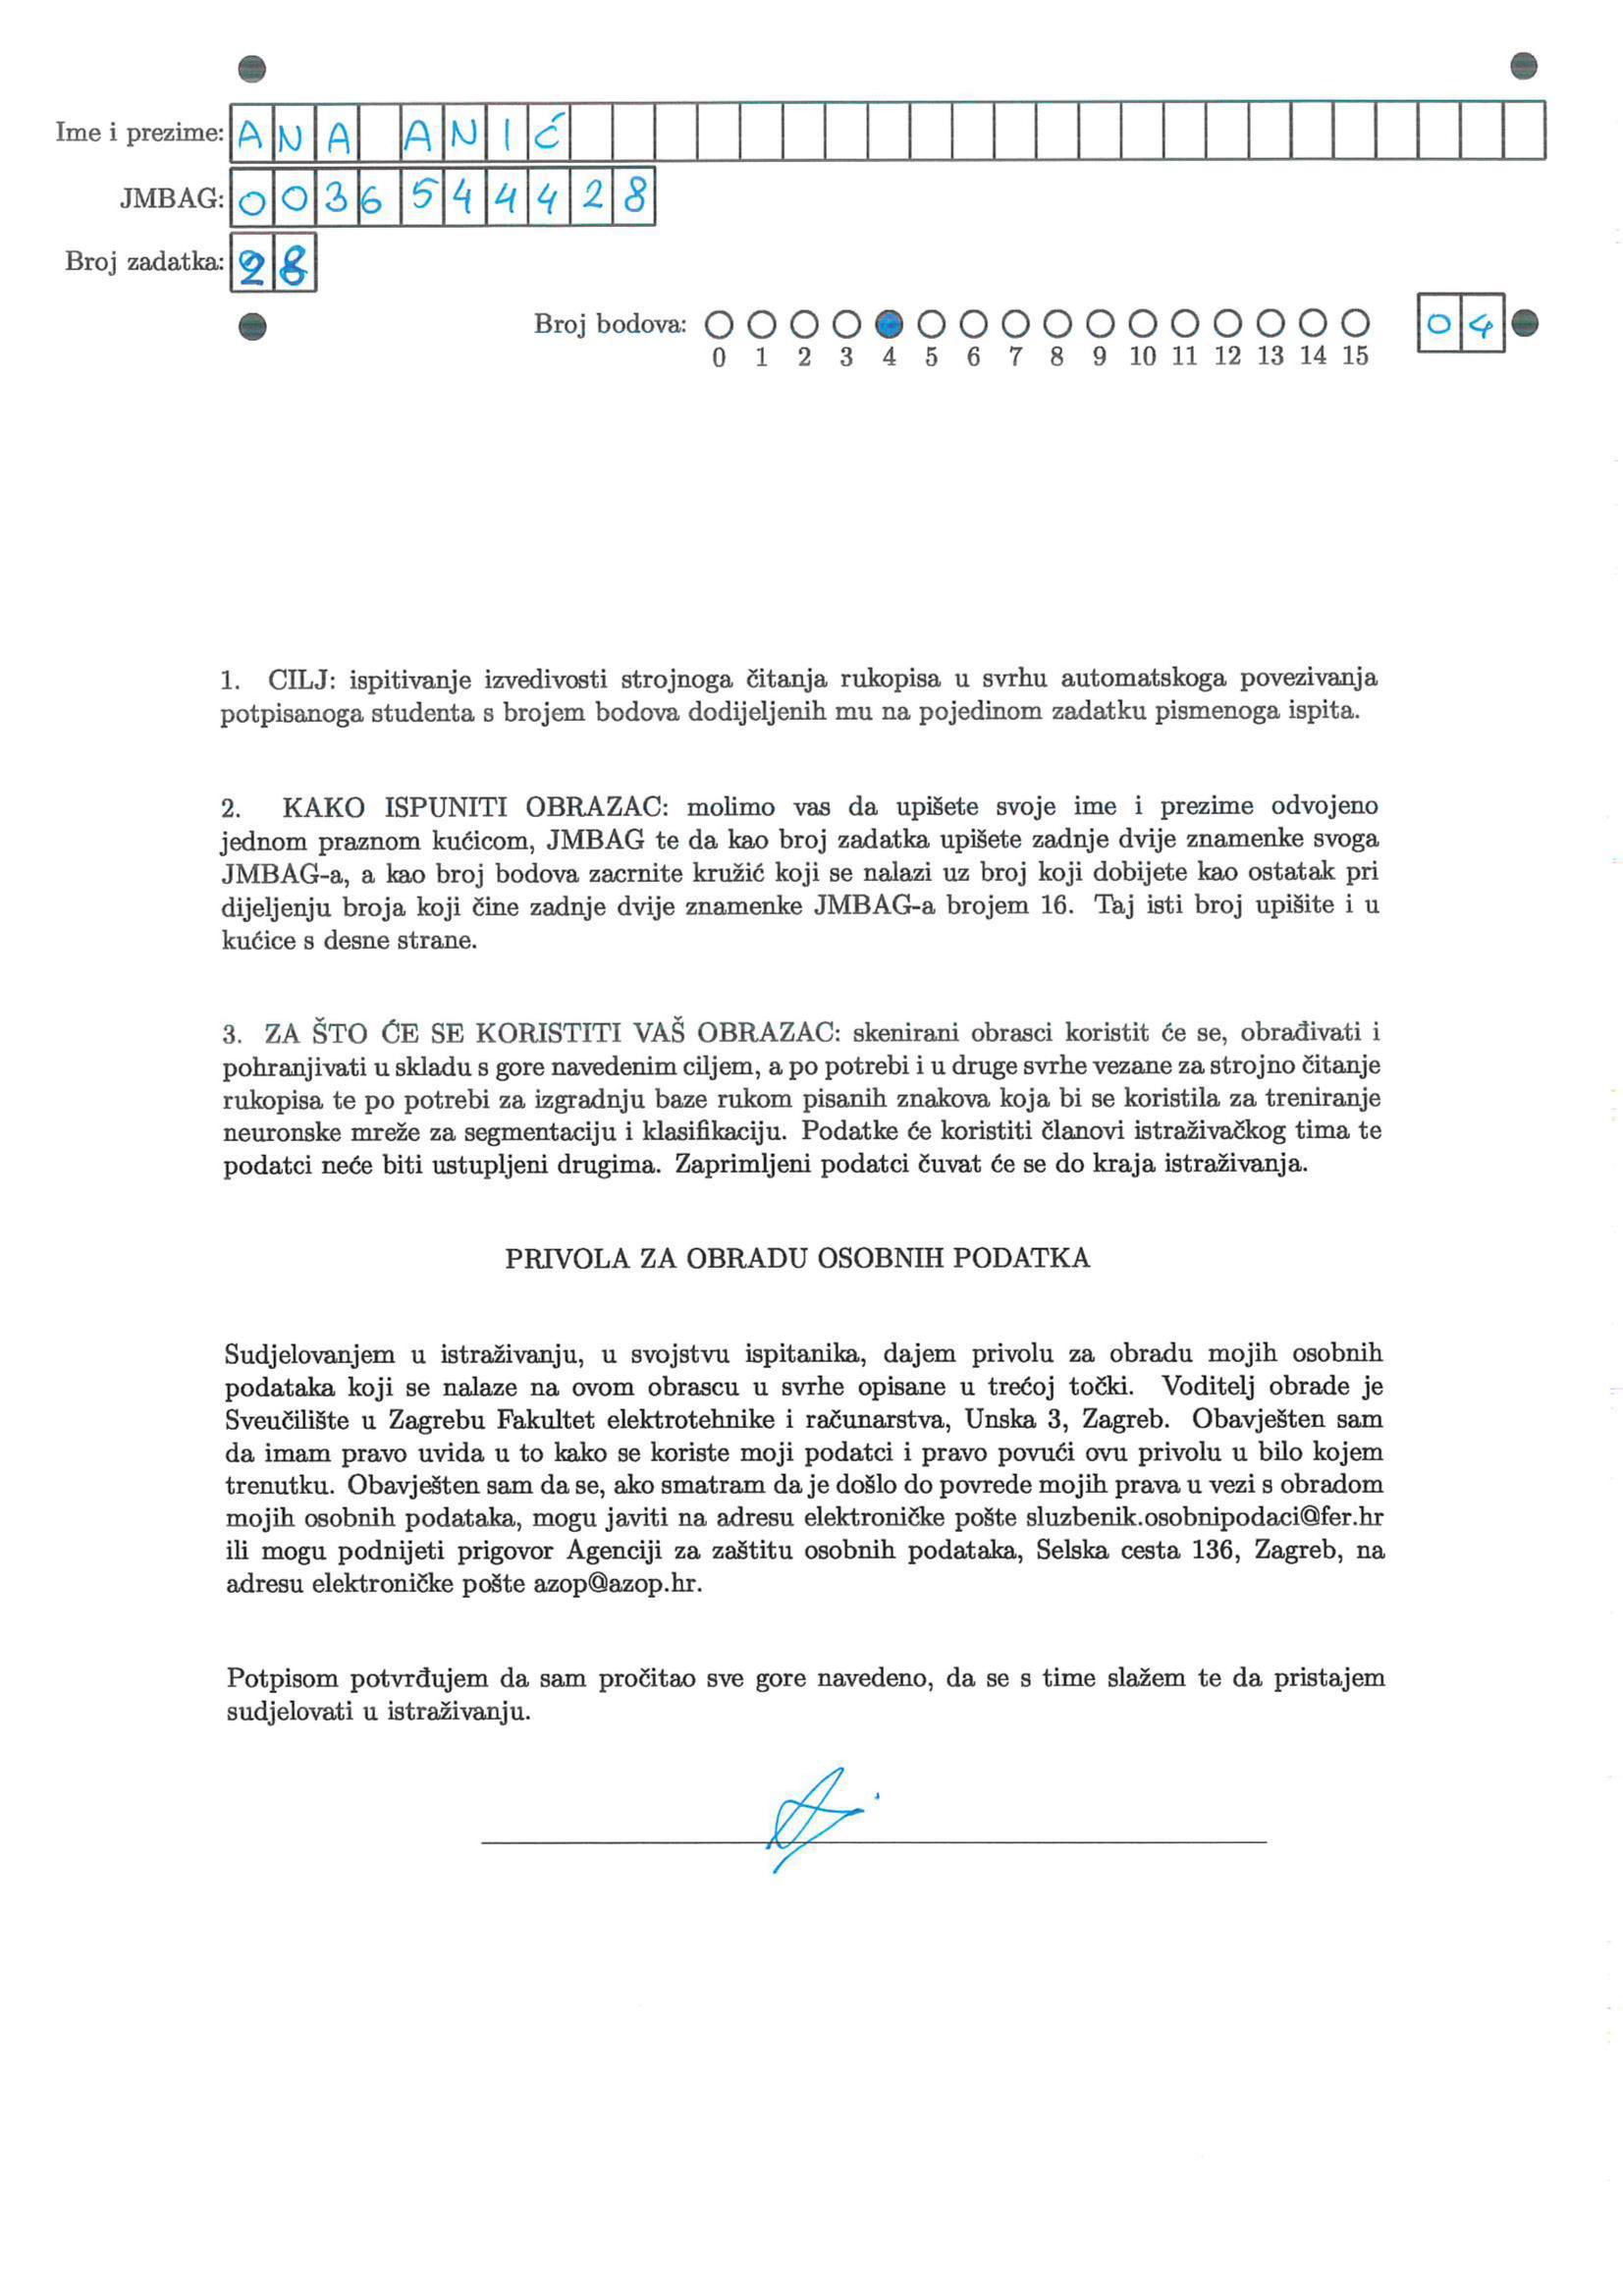 Ime i prezime: ANA ANIĆ
JMBAG: 0036544428
Broj zadatka: 28
Broj bodova: 04
0 1 2 3 4 5 6 7 8 9 10 11 12 13 14 15
1. CILJ: ispitivanje izvedivosti strojnoga čitanja rukopisa u svrhu automatskoga povezivanja
potpisanoga studenta s brojem bodova dodijeljenih mu na pojedinom zadatku pismenoga ispita.
2. KAKO ISPUNITI OBRAZAC: molimo vas da upišete svoje ime i prezime odvojeno
jednom praznom kućicom, JMBAG te da kao broj zadatka upišete zadnje dvije znamenke svoga
JMBAG-a, a kao broj bodova zacrnite kružić koji se nalazi uz broj koji dobijete kao ostatak pri
dijeljenju broja koji čine zadnje dvije znamenke JMBAG-a brojem 16. Taj isti broj upišite i u
kućice s desne strane.
3. ZA ŠTO ĆE SE KORISTITI VAŠ OBRAZAC: skenirani obrasci koristit će se, obrađivati i
pohranjivati u skladu s gore navedenim ciljem, a po potrebi i u druge svrhe vezane za strojno čitanje
rukopisa te po potrebi za izgradnju baze rukom pisanih znakova koja bi se koristila za treniranje
neuronske mreže za segmentaciju i klasifikaciju. Podatke će koristiti članovi istraživačkog tima te
podatci neće biti ustupljeni drugima. Zaprimljeni podatci čuvat će se do kraja istraživanja.
PRIVOLA ZA OBRADU OSOBNIH PODATKA
Sudjelovanjem u istraživanju, u svojstvu ispitanika, dajem privolu za obradu mojih osobnih
podataka koji se nalaze na ovom obrascu u svrhe opisane u trećoj točki. Voditelj obrade je
Sveučilište u Zagrebu Fakultet elektrotehnike i računarstva, Unska 3, Zagreb. Obavješten sam
da imam pravo uvida u to kako se koriste moji podatci i pravo povući ovu privolu u bilo kojem
trenutku. Obavješten sam da se, ako smatram da je došlo do povrede mojih prava u vezi s obradom
mojih osobnih podataka, mogu javiti na adresu elektroničke pošte sluzbenik.osobnipodaci@fer.hr
ili mogu podnijeti prigovor Agenciji za zaštitu osobnih podataka, Selska cesta 136, Zagreb, na
adresu elektroničke pošte azop@azop.hr.
Potpisom potvrđujem da sam pročitao sve gore navedeno, da se s time slažem te da pristajem
sudjelovati u istraživanju.